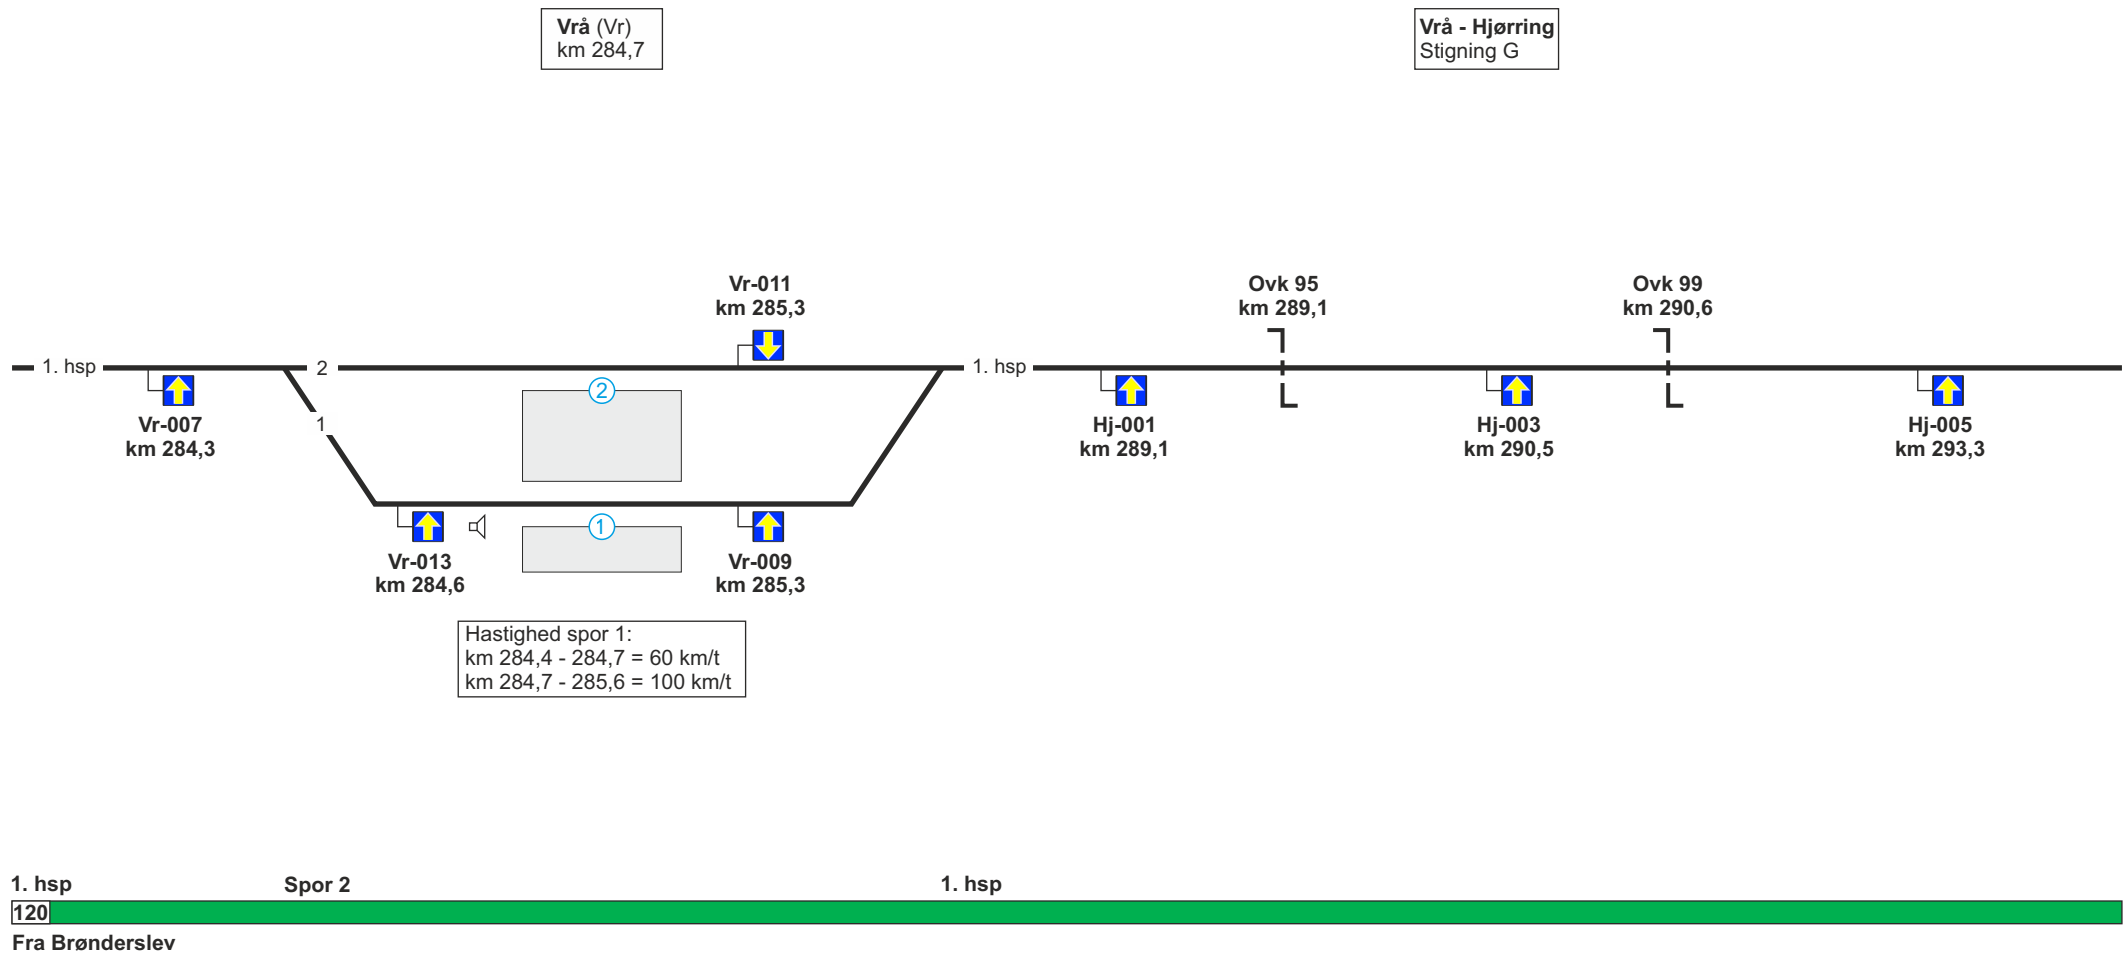 Vrå (Vr)
km 284,7
Vrå - Hjørring
Stigning G
Vr-011
km 285,3
Ovk 95
km 289,1
Ovk 99
km 290,6
1. hsp
2
1. hsp
2
1
Vr-007
km 284,3
Hj-001
km 289,1
Hj-003
km 290,5
Hj-005
km 293,3
1
Vr-013
km 284,6
Vr-009
km 285,3
Hastighed spor 1:
km 284,4 - 284,7 = 60 km/t
km 284,7 - 285,6 = 100 km/t
1. hsp
Spor 2
1. hsp
120
Fra Brønderslev